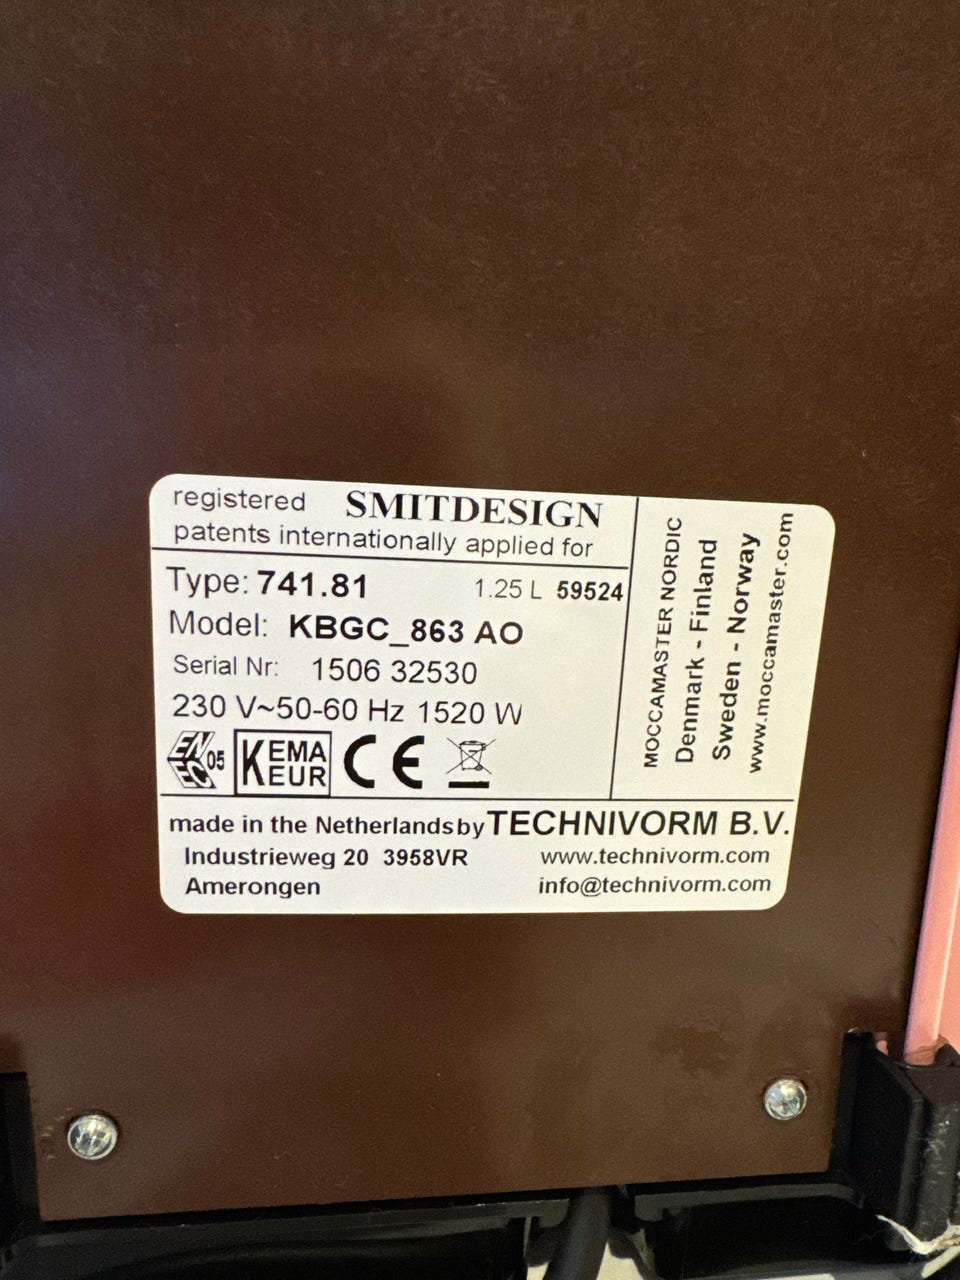 registered SMITDESIGN
patents internationally applied for
Type: 741.81 1.25 L 59524
Model: KBGC_863 AO
Serial Nr: 1506 32530
230 V~50-60 Hz 1520 W
ENEC 05 KEMA KEUR CE
MOCCAMASTER NORDIC
Denmark - Finland
Sweden - Norway
www.moccamaster.com
made in the Netherlands by TECHNIVORM B.V.
Industrieweg 20 3958VR www.technivorm.com
Amerongen info@technivorm.com